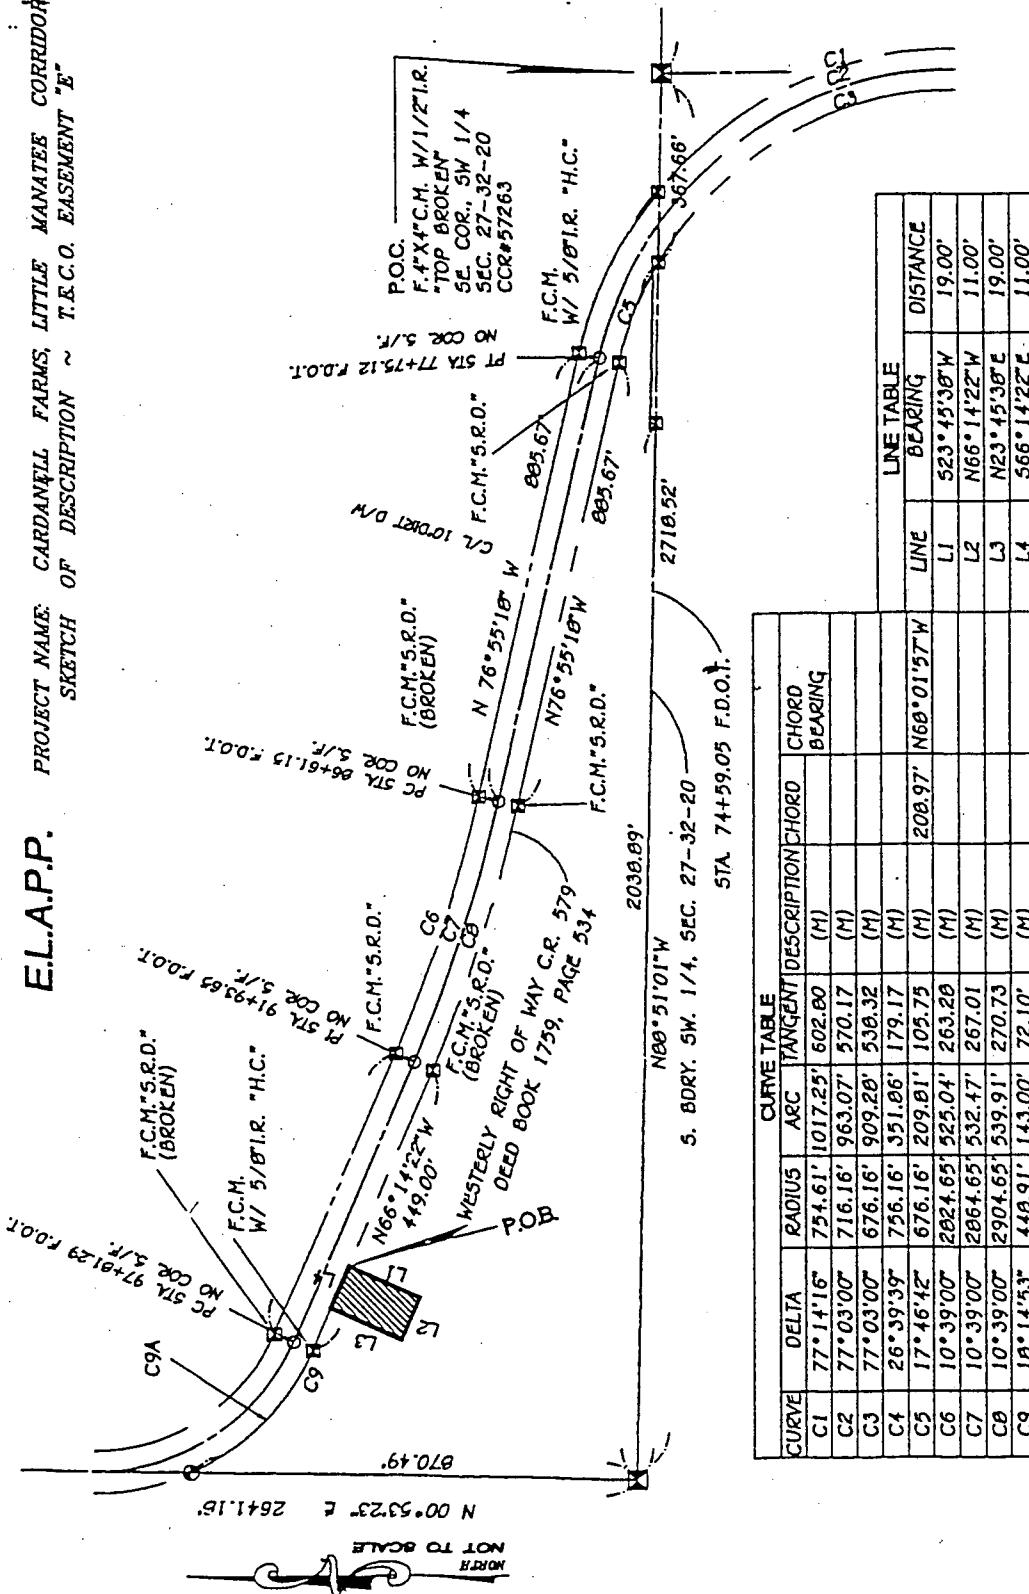 E.L.A.P.P.
PROJECT NAME: CARDANELL FARMS, LITTLE MANATEE CORRIDOR
SKETCH OF DESCRIPTION ~ T.E.C.O. EASEMENT "E"
P.O.C.
F.4"X4"C.M. W/1/2"I.R.
"TOP BROKEN"
SE. COR., SW 1/4
SEC. 27-32-20
CCR#57263
C1
C2
C3
367.66'
F.C.M.
W/ 5/8"I.R. "H.C."
C5
PT STA 77+75.12 F.D.O.T.
NO COR. S./F.
F.C.M."S.R.D."
885.67'
885.67'
C/L 10'DIRT D/W
2718.52'
N 76°55'18" W
N76°55'18"W
F.C.M."S.R.D."
(BROKEN)
PC STA. 86+61.15 F.D.O.T.
NO COR. S./F.
F.C.M."S.R.D."
STA. 74+59.05 F.D.O.T.
S. BDRY. SW. 1/4, SEC. 27-32-20
2038.89'
N88°51'01"W
C6
C7
C8
F.C.M."S.R.D."
PI STA. 91+93.65 F.D.O.T.
NO COR. S./F.
F.C.M."S.R.D."
(BROKEN)
WESTERLY RIGHT OF WAY C.R. 579
DEED BOOK 1759, PAGE 534
N66°14'22"W
449.00'
F.C.M."S.R.D."
(BROKEN)
F.C.M.
W/ 5/8"I.R. "H.C."
PC STA. 97+81.29 F.D.O.T.
NO COR. S./F.
P.O.B.
L4
L1
L2
L3
C9
C9A
870.49'
N 00°53'23" E 2641.16'
NORTH
NOT TO SCALE
CURVE TABLE
CURVE DELTA RADIUS ARC TANGENT DESCRIPTION CHORD CHORD BEARING
C1 77°14'16" 754.61' 1017.25' 602.80 (M)
C2 77°03'00" 716.16' 963.07' 570.17 (M)
C3 77°03'00" 676.16' 909.28' 538.32 (M)
C4 26°39'39" 756.16' 351.86' 179.17 (M)
C5 17°46'42" 676.16' 209.81' 105.75 (M) 208.97' N68°01'57"W
C6 10°39'00" 2824.65' 525.04' 263.28 (M)
C7 10°39'00" 2864.65' 532.47' 267.01 (M)
C8 10°39'00" 2904.65' 539.91' 270.73 (M)
C9 18°14'53" 448.91' 143.00' 72.10' (M)
LINE TABLE
LINE BEARING DISTANCE
L1 S23°45'38"W 19.00'
L2 N66°14'22"W 11.00'
L3 N23°45'38"E 19.00'
L4 S66°14'22"E 11.00'